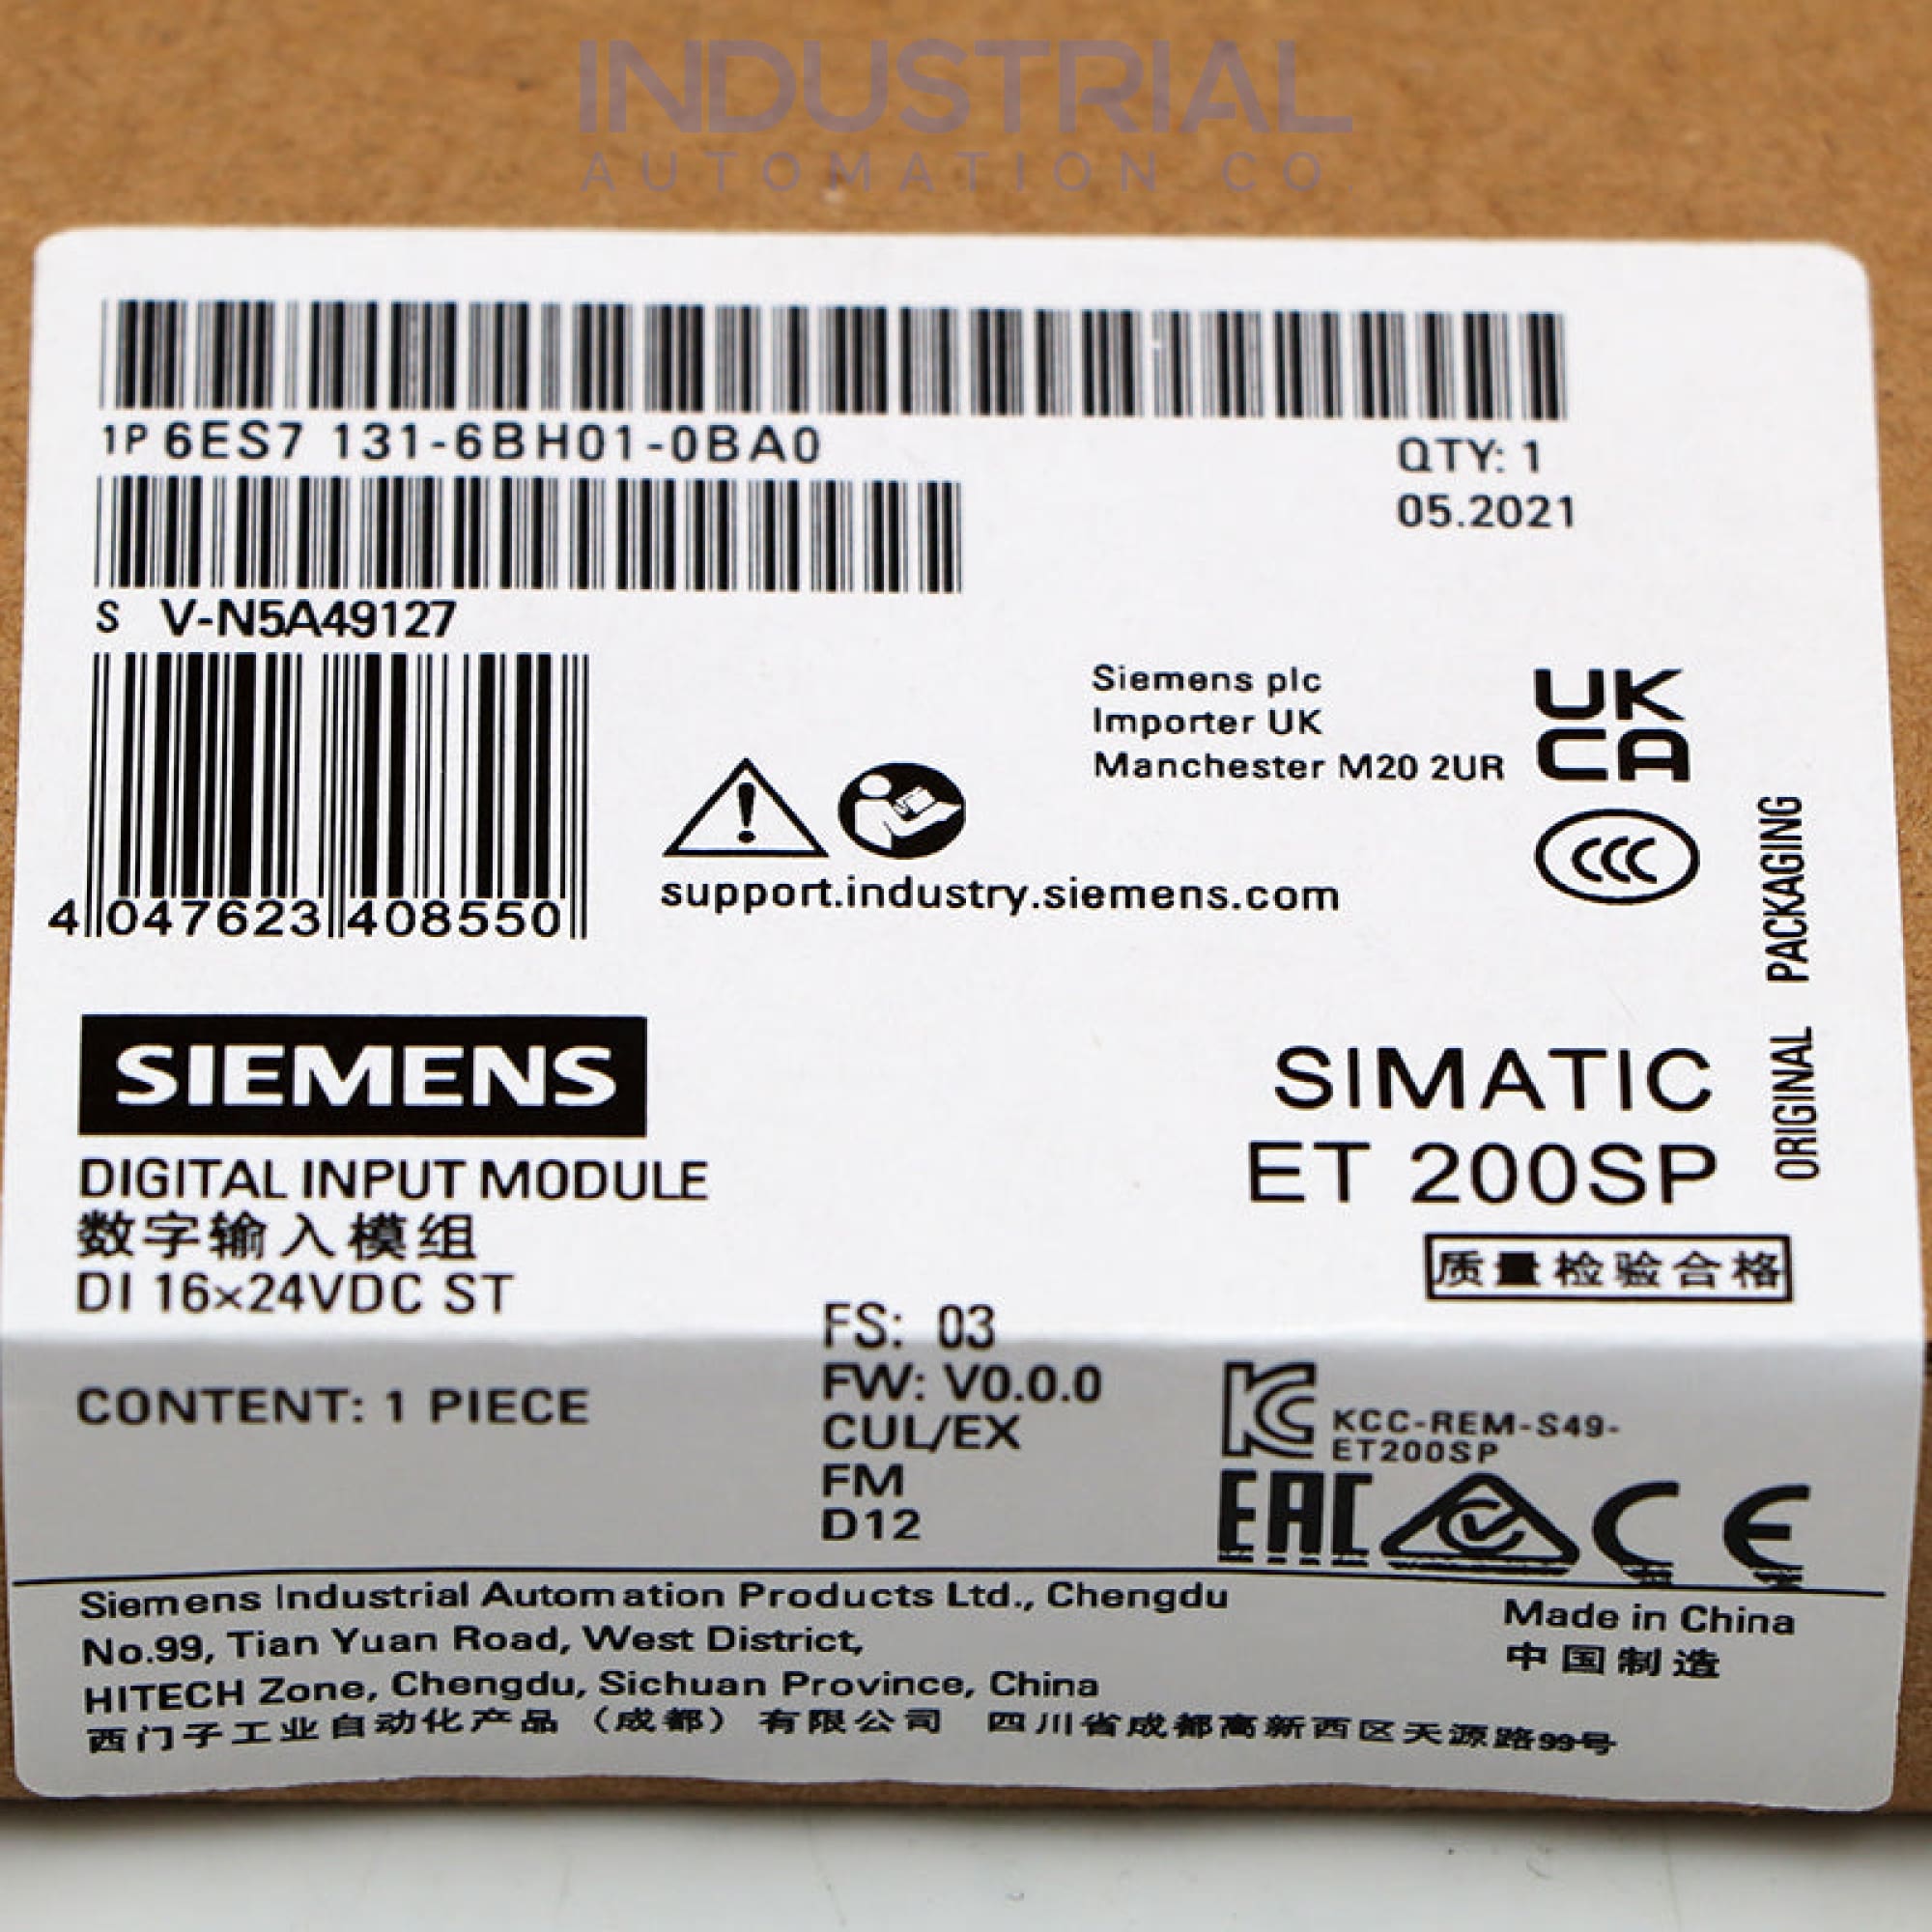 INDUSTRIAL
AUTOMATION CO.
1P 6ES7 131-6BH01-0BA0
QTY: 1
05.2021
S V-N5A49127
Siemens plc
Importer UK
Manchester M20 2UR
UK
CA
CCC
support.industry.siemens.com
4 047623 408550
ORIGINAL PACKAGING
SIEMENS
SIMATIC
ET 200SP
DIGITAL INPUT MODULE
数字输入模组
DI 16×24VDC ST
质量检验合格
FS: 03
FW: V0.0.0
CUL/EX
FM
D12
CONTENT: 1 PIECE
KC
KCC-REM-S49-
ET200SP
EAC
CE
Siemens Industrial Automation Products Ltd., Chengdu
No.99, Tian Yuan Road, West District,
HITECH Zone, Chengdu, Sichuan Province, China
西门子工业自动化产品（成都）有限公司 四川省成都高新西区天源路99号
Made in China
中国制造